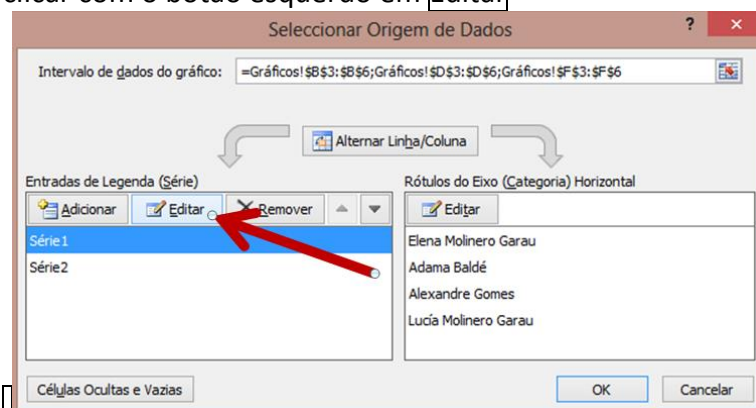 clicar com o botão esquerdo em Editar
Seleccionar Origem de Dados ? ×
Intervalo de dados do gráfico: =Gráficos!$B$3:$B$6;Gráficos!$D$3:$D$6;Gráficos!$F$3:$F$6
Alternar Linha/Coluna
Entradas de Legenda (Série) Rótulos do Eixo (Categoria) Horizontal
Adicionar Editar Remover Editar
Série1 Elena Molinero Garau
Série2 Adama Baldé
Alexandre Gomes
Lucía Molinero Garau
Células Ocultas e Vazias OK Cancelar